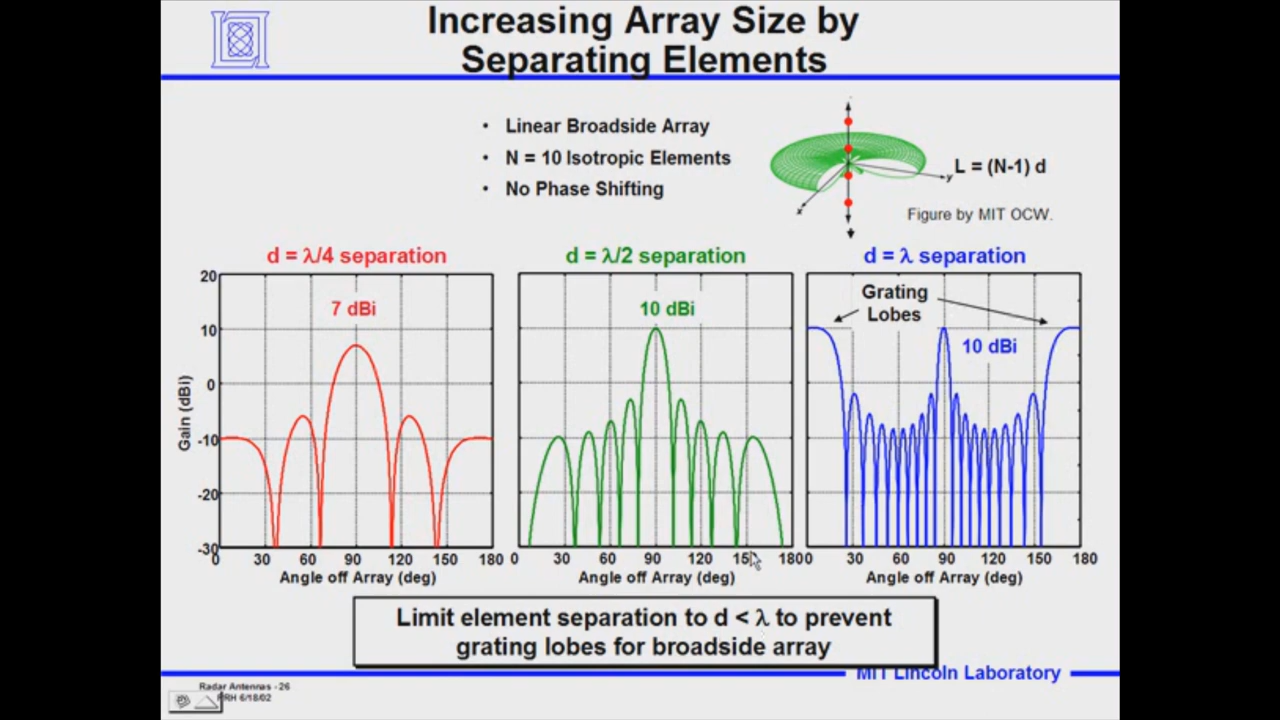 Increasing Array Size by
Separating Elements
• Linear Broadside Array
• N = 10 Isotropic Elements
• No Phase Shifting
L = (N-1) d
y
x
Figure by MIT OCW.
d = λ/4 separation
d = λ/2 separation
d = λ separation
20
10
0
-10
-20
-30
Gain (dBi)
7 dBi
10 dBi
Grating
Lobes
10 dBi
0 30 60 90 120 150 180
0 30 60 90 120 15 180
0 30 60 90 120 150 180
Angle off Array (deg)
Angle off Array (deg)
Angle off Array (deg)
Limit element separation to d < λ to prevent
grating lobes for broadside array
MIT Lincoln Laboratory
Radar Antennas - 26
PRH 6/18/02